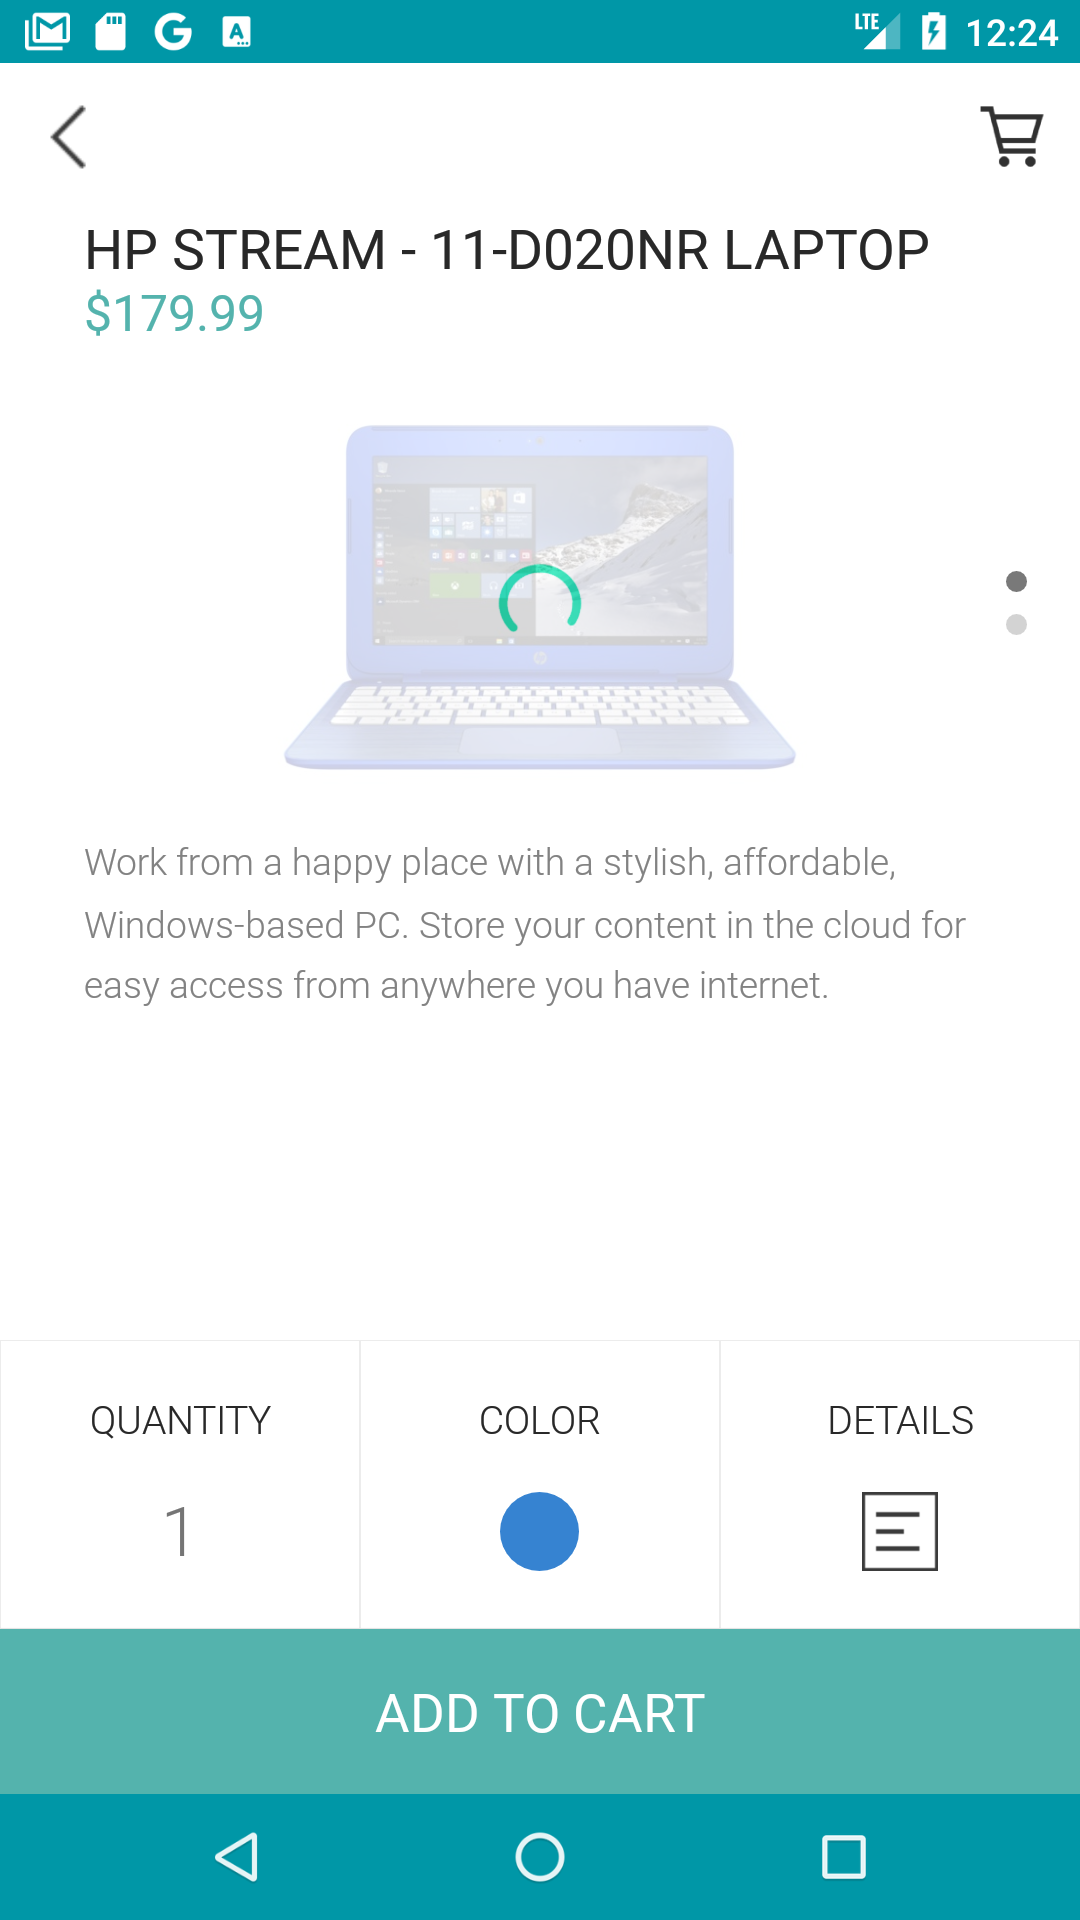 LTE 12:24
HP STREAM - 11-D020NR LAPTOP
$179.99
Work from a happy place with a stylish, affordable,
Windows-based PC. Store your content in the cloud for
easy access from anywhere you have internet.
QUANTITY COLOR DETAILS
1
ADD TO CART